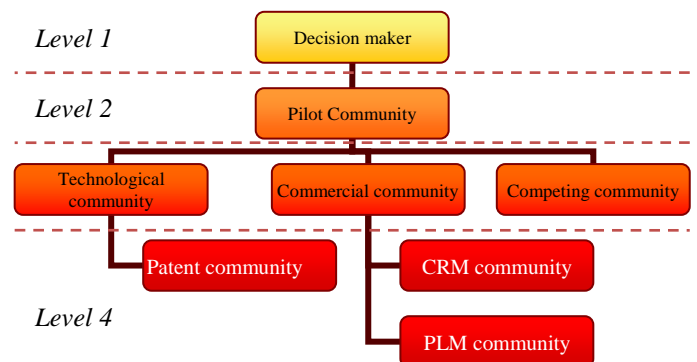 Level 1
Decision maker
Level 2
Pilot Community
Technological
community
Commercial community
Competing community
Patent community
CRM community
Level 4
PLM community